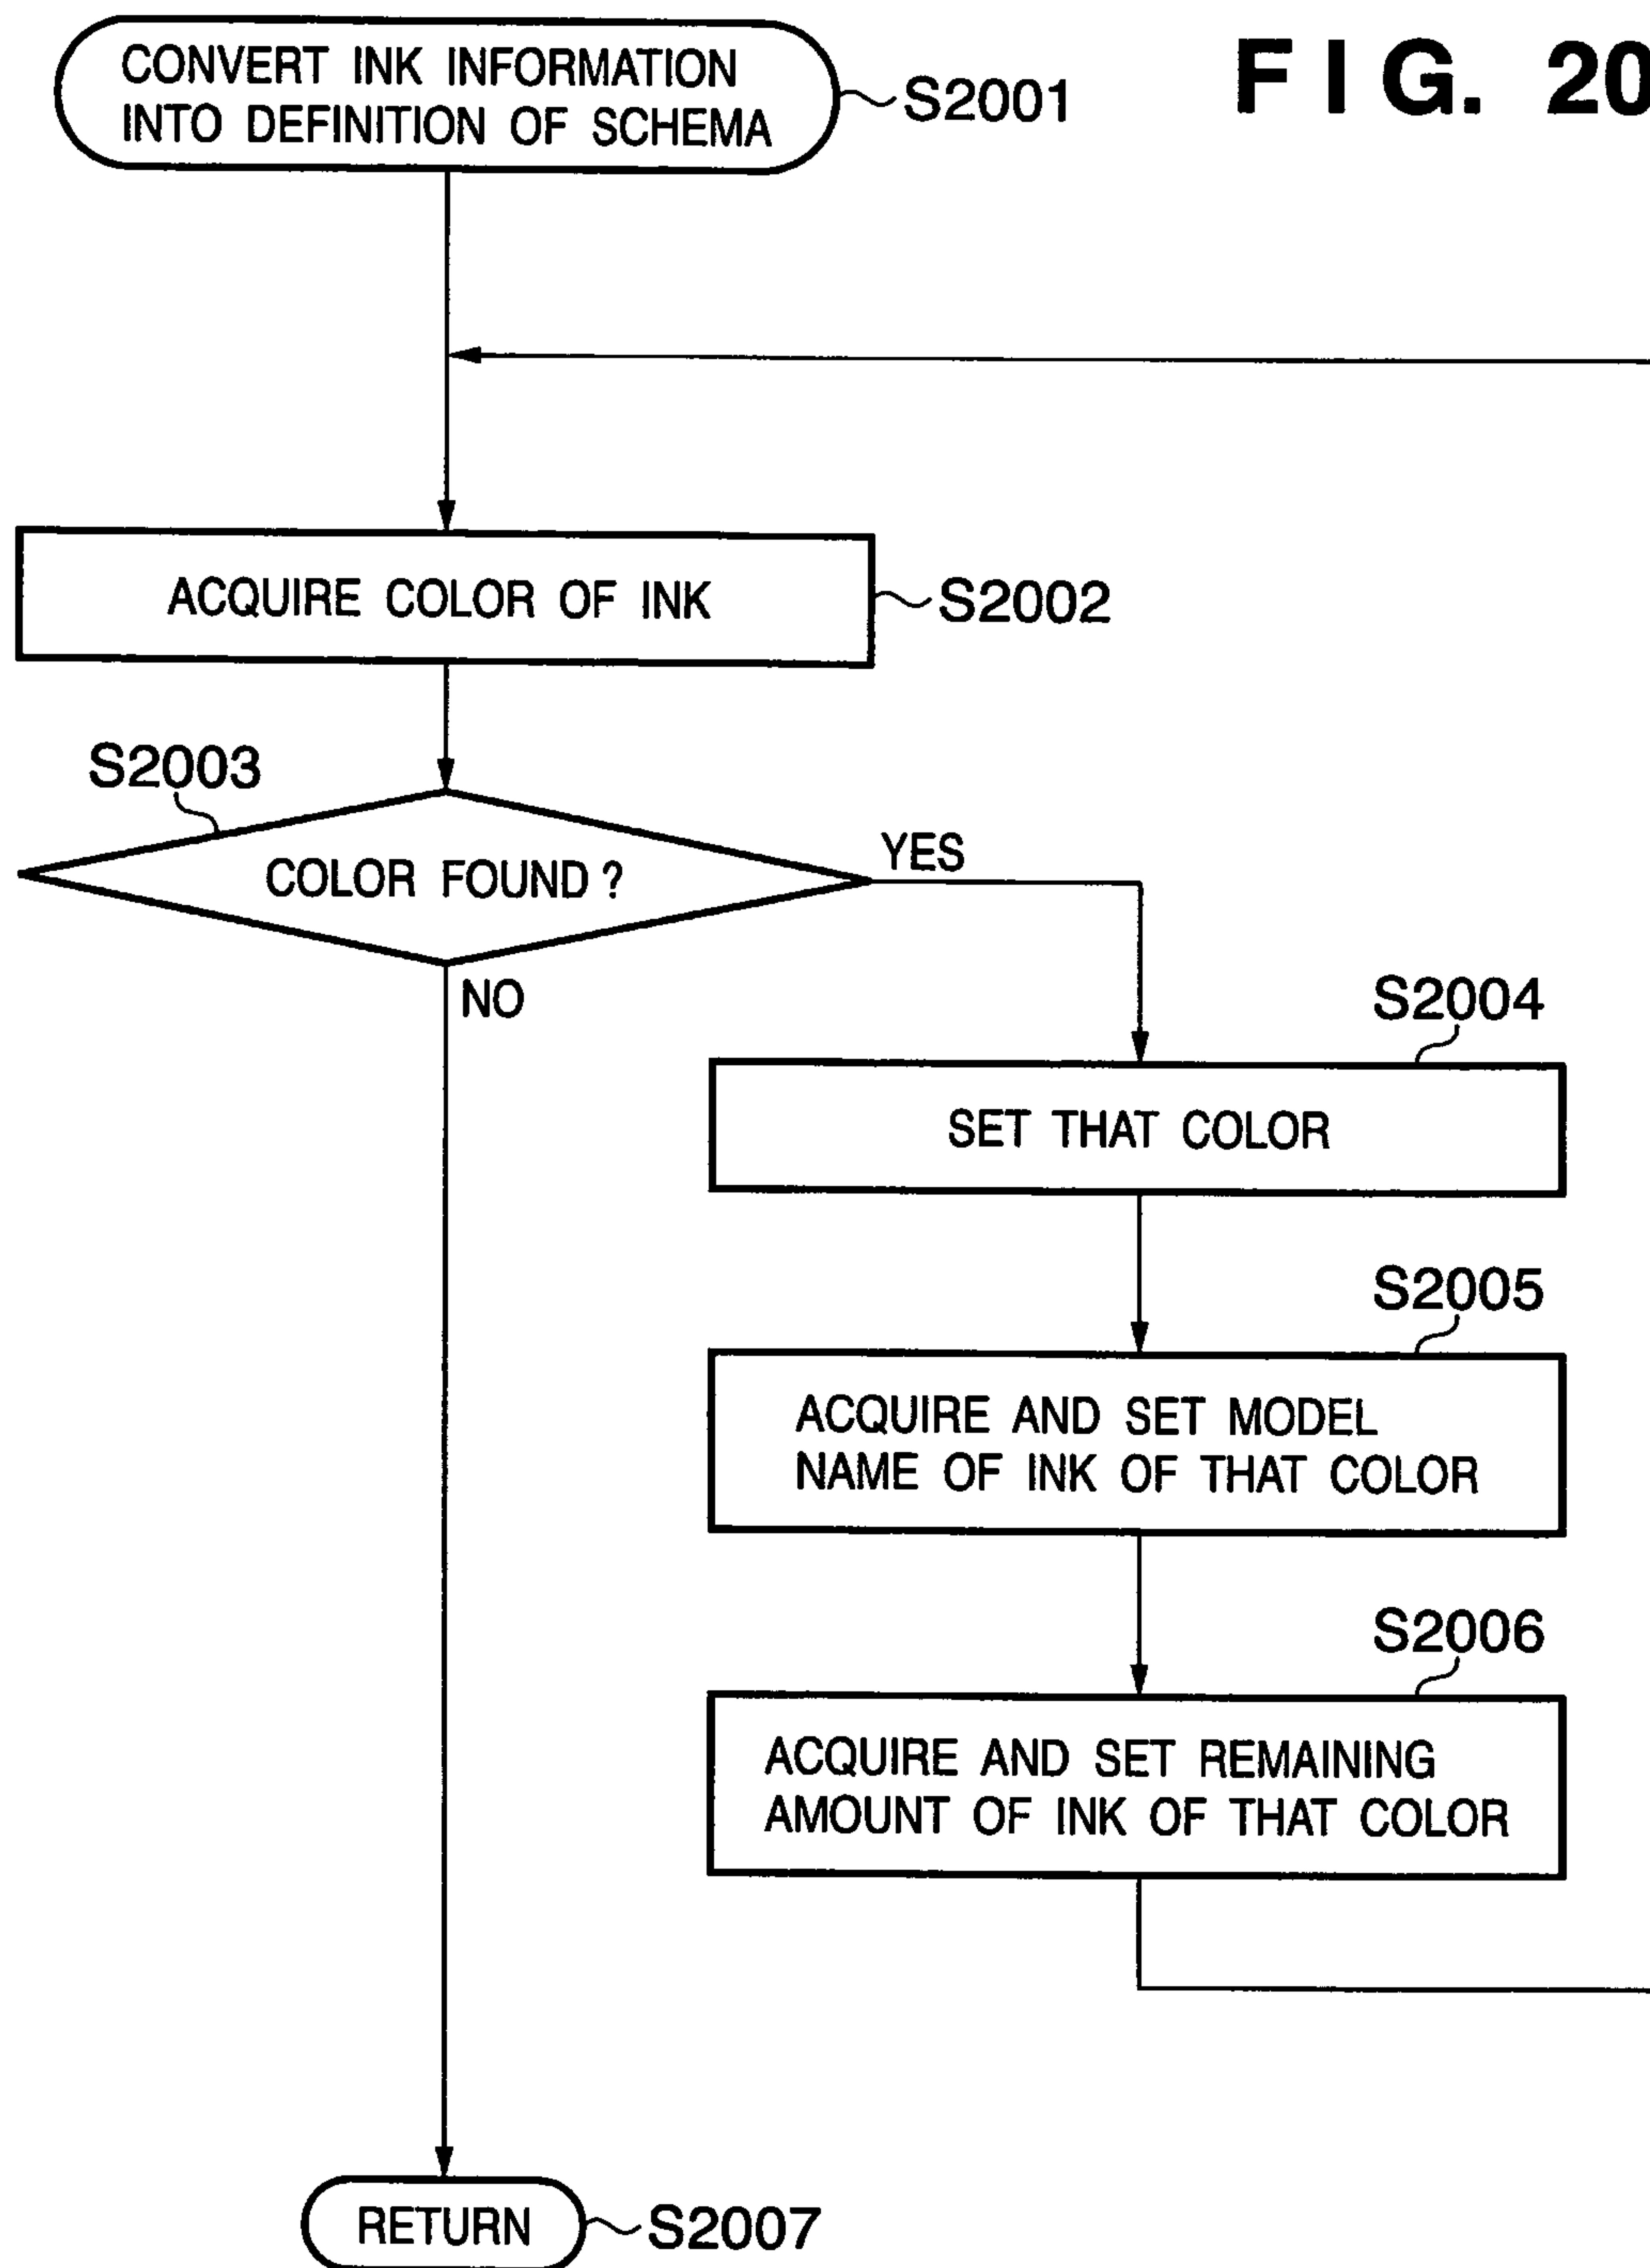 CONVERT INK INFORMATION
INTO DEFINITION OF SCHEMA
S2001
FIG. 20
ACQUIRE COLOR OF INK
S2002
S2003
COLOR FOUND ?
YES
NO
S2004
SET THAT COLOR
S2005
ACQUIRE AND SET MODEL
NAME OF INK OF THAT COLOR
S2006
ACQUIRE AND SET REMAINING
AMOUNT OF INK OF THAT COLOR
RETURN
S2007